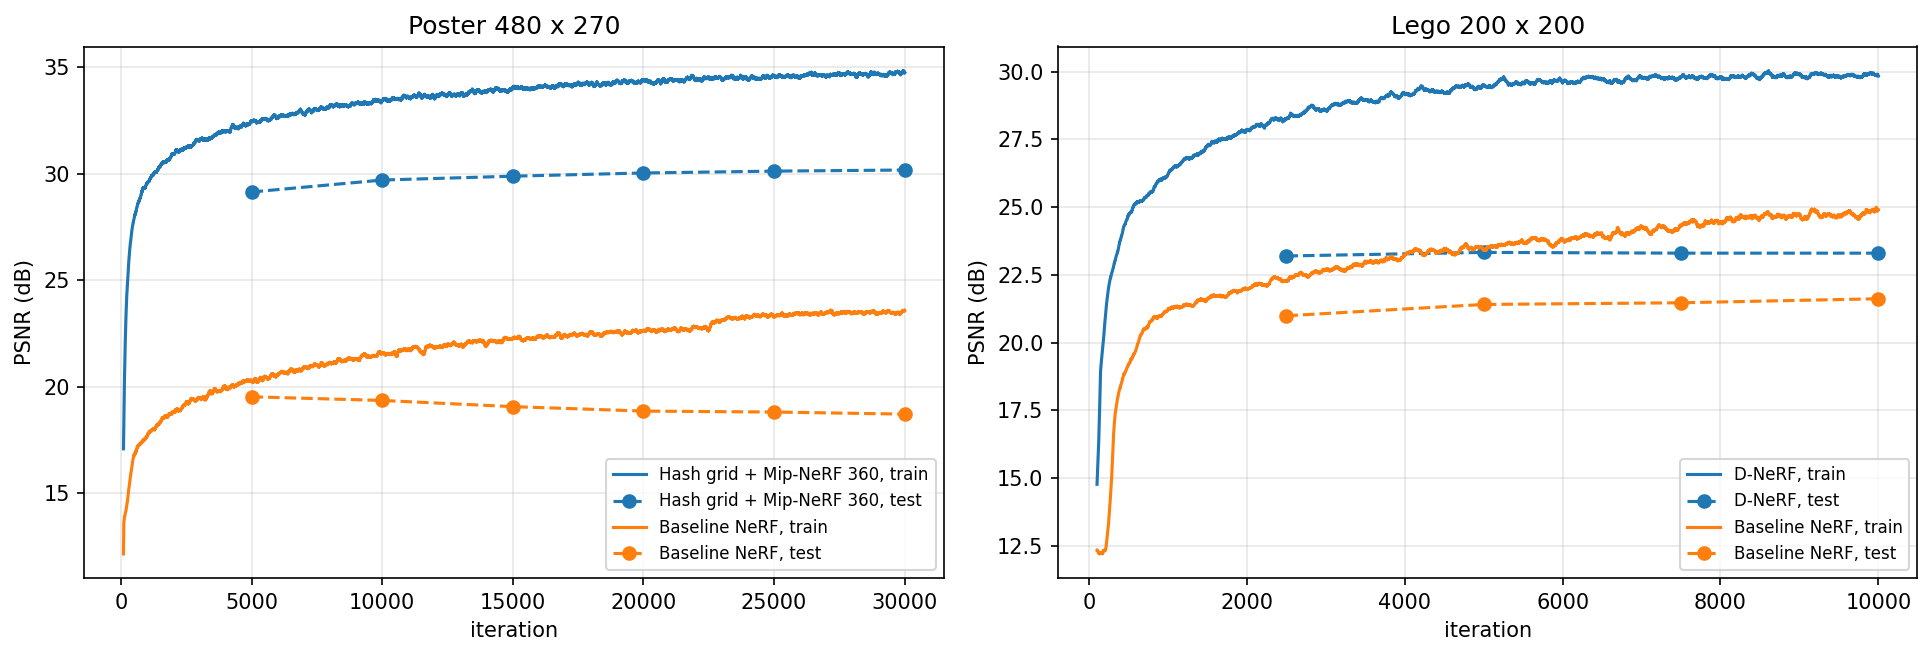 Poster 480 x 270
PSNR (dB)
35
30
25
20
15
0 5000 10000 15000 20000 25000 30000
iteration
Hash grid + Mip-NeRF 360, train
Hash grid + Mip-NeRF 360, test
Baseline NeRF, train
Baseline NeRF, test
Lego 200 x 200
PSNR (dB)
30.0
27.5
25.0
22.5
20.0
17.5
15.0
12.5
0 2000 4000 6000 8000 10000
iteration
D-NeRF, train
D-NeRF, test
Baseline NeRF, train
Baseline NeRF, test